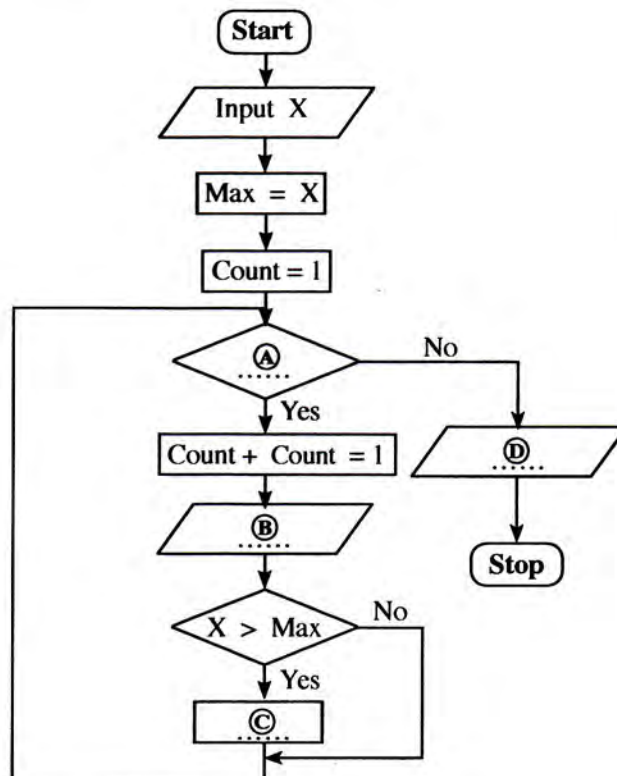 Start
Input X
Max = X
Count = 1
Ⓐ
No
Yes
Ⓓ
Count + Count = 1
Ⓑ
Stop
X > Max
No
Yes
Ⓒ